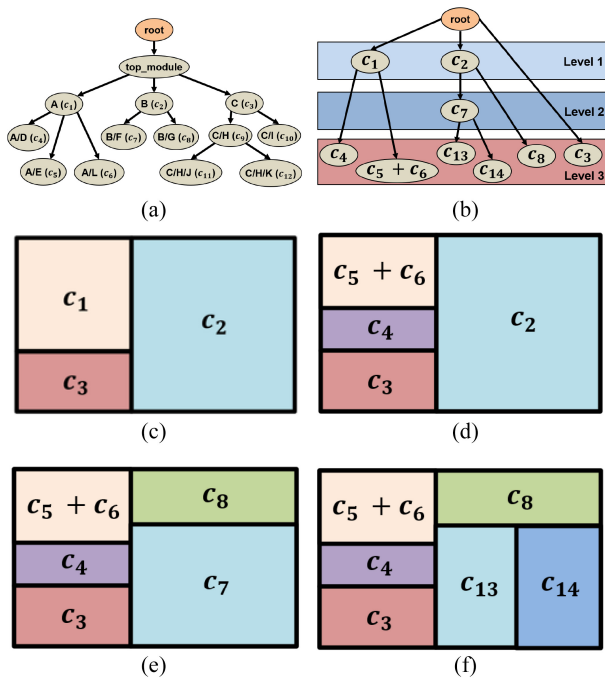 root
top_module
A (c₁)
B (c₂)
C (c₃)
A/D (c₄)
B/F (c₇)
B/G (c₈)
C/H (c₉)
C/I (c₁₀)
A/E (c₅)
A/L (c₆)
C/H/J (c₁₁)
C/H/K (c₁₂)
(a)
root
c₁
c₂
Level 1
c₇
Level 2
c₄
c₁₃
c₈
c₃
c₅ + c₆
c₁₄
Level 3
(b)
c₁
c₂
c₃
(c)
c₅ + c₆
c₄
c₂
c₃
(d)
c₅ + c₆
c₈
c₄
c₇
c₃
(e)
c₅ + c₆
c₈
c₄
c₁₃
c₁₄
c₃
(f)